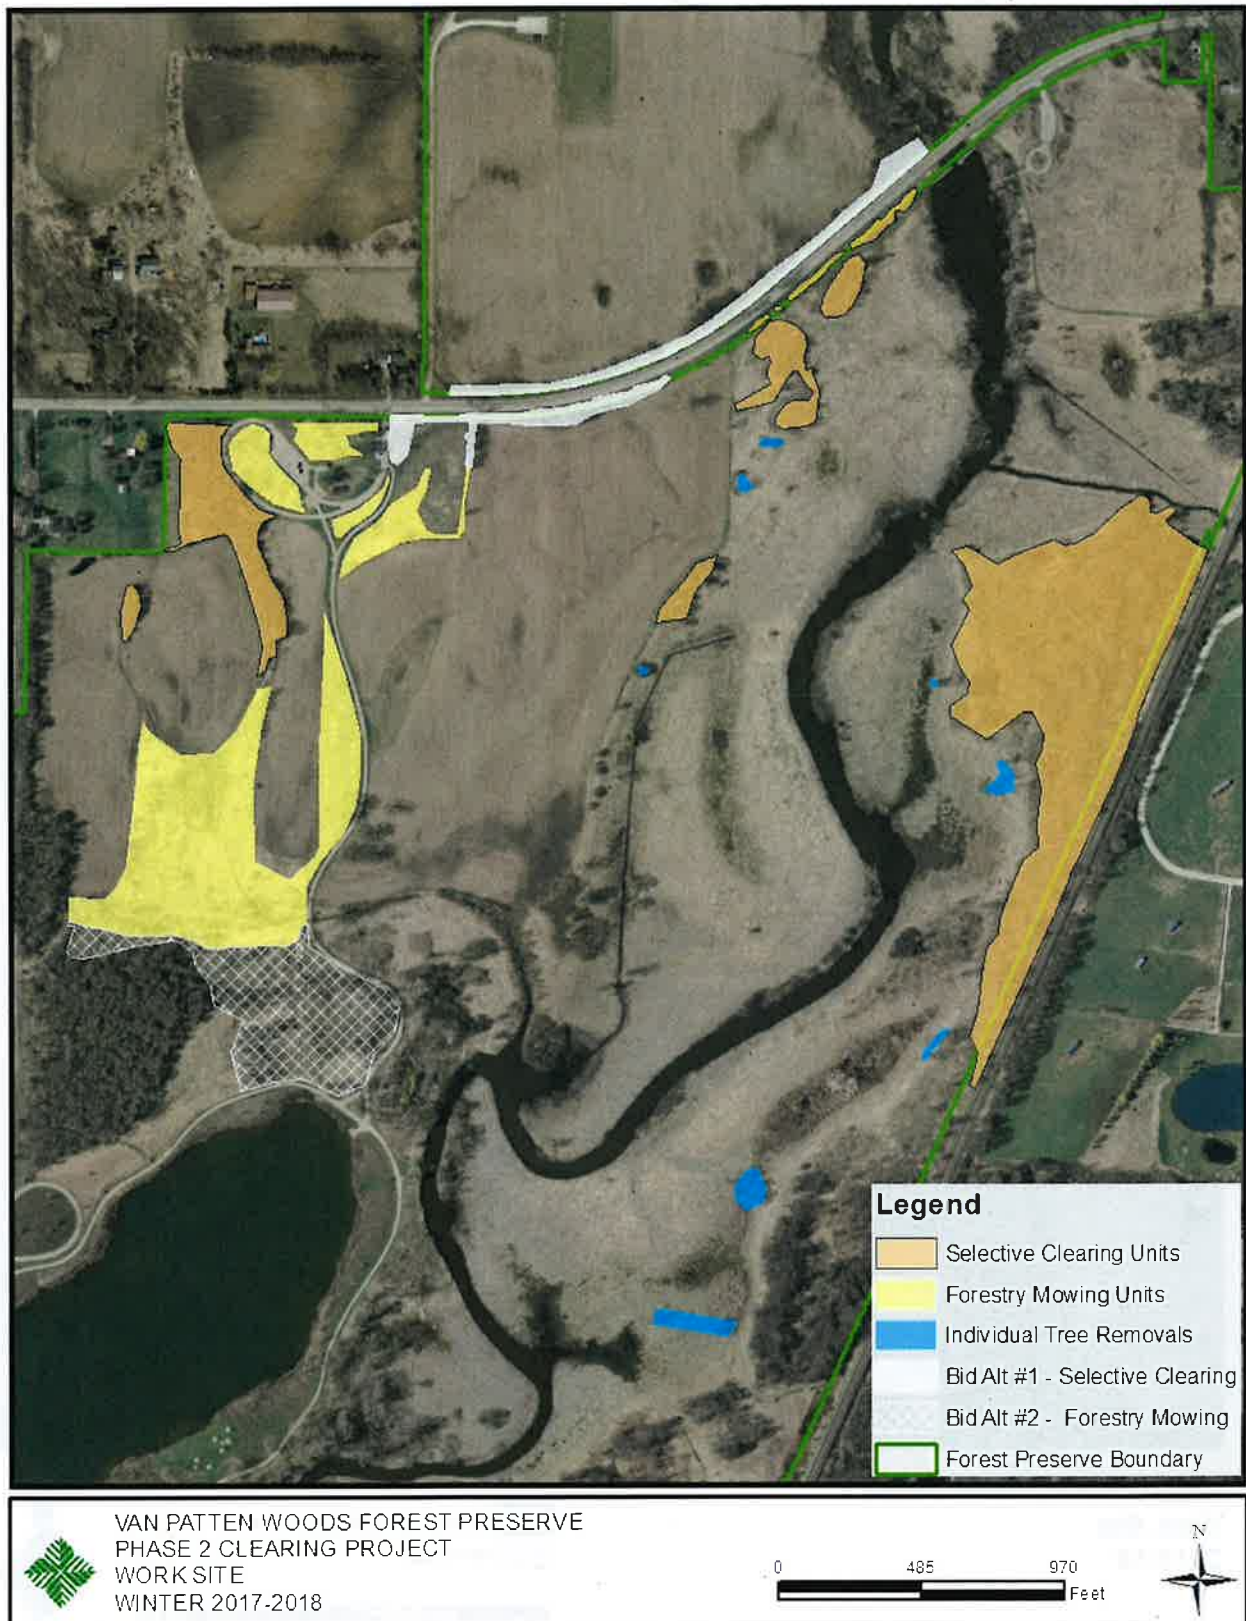 Legend
Selective Clearing Units
Forestry Mowing Units
Individual Tree Removals
Bid Alt #1 - Selective Clearing
Bid Alt #2 - Forestry Mowing
Forest Preserve Boundary
VAN PATTEN WOODS FOREST PRESERVE
PHASE 2 CLEARING PROJECT
WORK SITE
WINTER 2017-2018
0 485 970
Feet
N